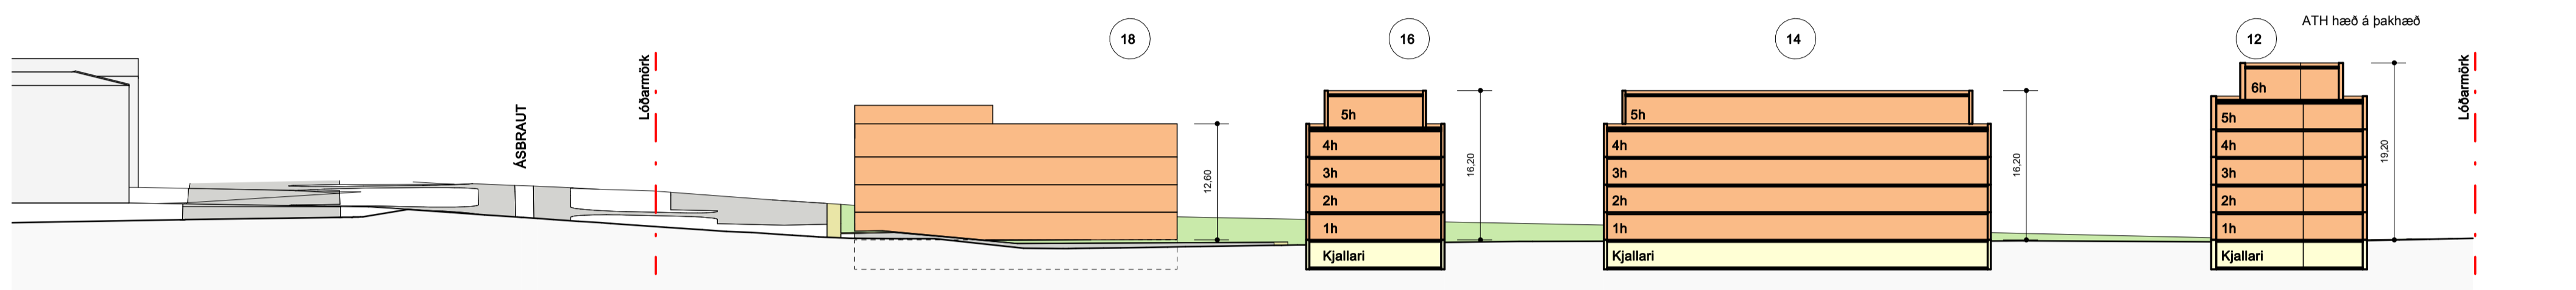 ATH hæð á þakhæð
18
16
14
12
Lóðarmörk
ÁSBRAUT
12,60
5h
4h
3h
2h
1h
Kjallari
16,20
5h
4h
3h
2h
1h
Kjallari
16,20
6h
5h
4h
3h
2h
1h
Kjallari
19,20
Lóðarmörk